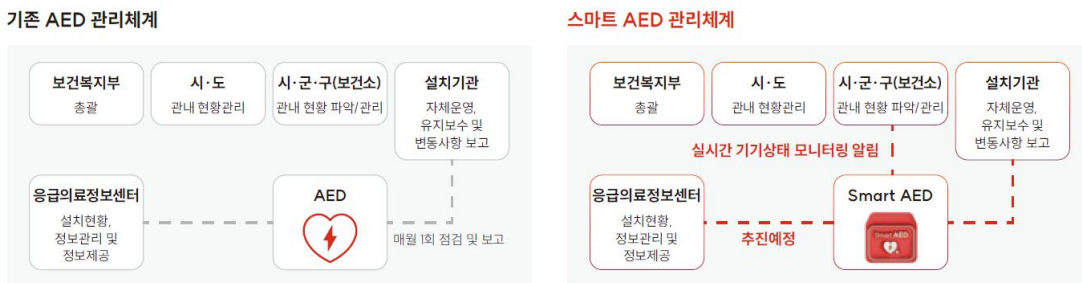 기존 AED 관리체계
보건복지부
총괄
시·도
관내 현황관리
시·군·구(보건소)
관내 현황 파악/관리
설치기관
자체운영,
유지보수 및
변동사항 보고
응급의료정보센터
설치현황,
정보관리 및
정보제공
AED
매월 1회 점검 및 보고
스마트 AED 관리체계
보건복지부
총괄
시·도
관내 현황관리
시·군·구(보건소)
관내 현황 파악/관리
설치기관
자체운영,
유지보수 및
변동사항 보고
실시간 기기상태 모니터링 알림
응급의료정보센터
설치현황,
정보관리 및
정보제공
추진예정
Smart AED
Smart AED